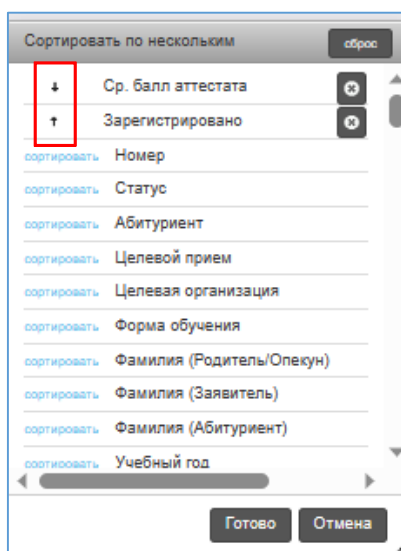 Сортировать по нескольким сброс
↓ Ср. балл аттестата
↑ Зарегистрировано
сортировать Номер
сортировать Статус
сортировать Абитуриент
сортировать Целевой прием
сортировать Целевая организация
сортировать Форма обучения
сортировать Фамилия (Родитель/Опекун)
сортировать Фамилия (Заявитель)
сортировать Фамилия (Абитуриент)
сортировать Учебный год
Готово Отмена